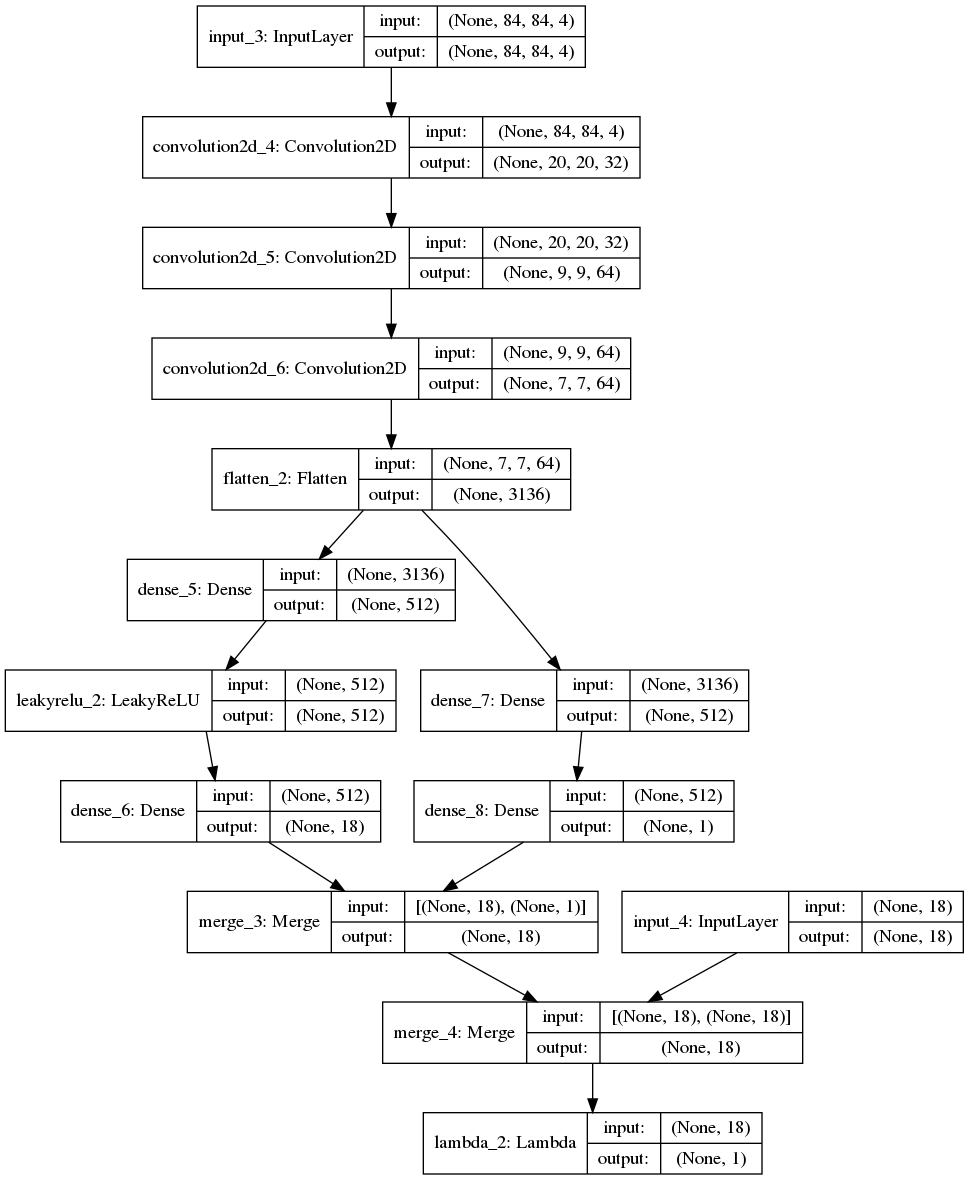 input_3: InputLayer
input: (None, 84, 84, 4)
output: (None, 84, 84, 4)
convolution2d_4: Convolution2D
input: (None, 84, 84, 4)
output: (None, 20, 20, 32)
convolution2d_5: Convolution2D
input: (None, 20, 20, 32)
output: (None, 9, 9, 64)
convolution2d_6: Convolution2D
input: (None, 9, 9, 64)
output: (None, 7, 7, 64)
flatten_2: Flatten
input: (None, 7, 7, 64)
output: (None, 3136)
dense_5: Dense
input: (None, 3136)
output: (None, 512)
leakyrelu_2: LeakyReLU
input: (None, 512)
output: (None, 512)
dense_7: Dense
input: (None, 3136)
output: (None, 512)
dense_6: Dense
input: (None, 512)
output: (None, 18)
dense_8: Dense
input: (None, 512)
output: (None, 1)
merge_3: Merge
input: [(None, 18), (None, 1)]
output: (None, 18)
input_4: InputLayer
input: (None, 18)
output: (None, 18)
merge_4: Merge
input: [(None, 18), (None, 18)]
output: (None, 18)
lambda_2: Lambda
input: (None, 18)
output: (None, 1)